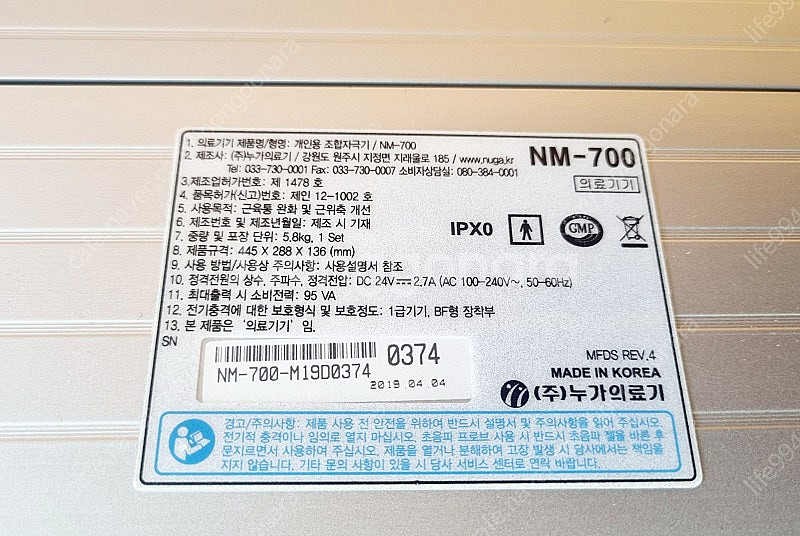 1. 의료기기 제품명/형명: 개인용 조합자극기 / NM-700
2. 제조사: (주)누가의료기 / 강원도 원주시 지정면 지래울로 185 / www.nuga.kr
Tel: 033-730-0001 Fax: 033-730-0007 소비자상담실: 080-384-0001
NM-700
의료기기
3.제조업허가번호: 제 1478 호
4. 품목허가(신고)번호: 제인 12-1002 호
5. 사용목적: 근육통 완화 및 근위축 개선
6. 제조번호 및 제조년월일: 제조 시 기재
7. 중량 및 포장 단위: 5.8kg, 1 Set
8. 제품규격: 445 X 288 X 136 (mm)
IPX0
GMP
9. 사용 방법/사용상 주의사항: 사용설명서 참조
10. 정격전원의 상수, 주파수, 정격전압: DC 24V⎓2.7A (AC 100-240V~, 50-60Hz)
11. 최대출력 시 소비전력: 95 VA
12. 전기충격에 대한 보호형식 및 보호정도: 1급기기, BF형 장착부
13. 본 제품은 '의료기기' 임.
SN
0374
NM-700-M19D0374
2019.04.04
MFDS REV.4
MADE IN KOREA
(주)누가의료기
경고/주의사항: 제품 사용 전 안전을 위하여 반드시 설명서 및 주의사항을 읽어 주십시오.
전기적 충격이나 임의로 열지 마십시오. 초음파 프로브 사용 시 반드시 초음파 젤을 바른 후
문지르면서 사용하여 주십시오. 제품을 열거나 분해하여 고장 발생 시 당사에서는 책임을
지지 않습니다. 기타 문의 사항이 있을 시 당사 서비스 센터로 연락 바랍니다.